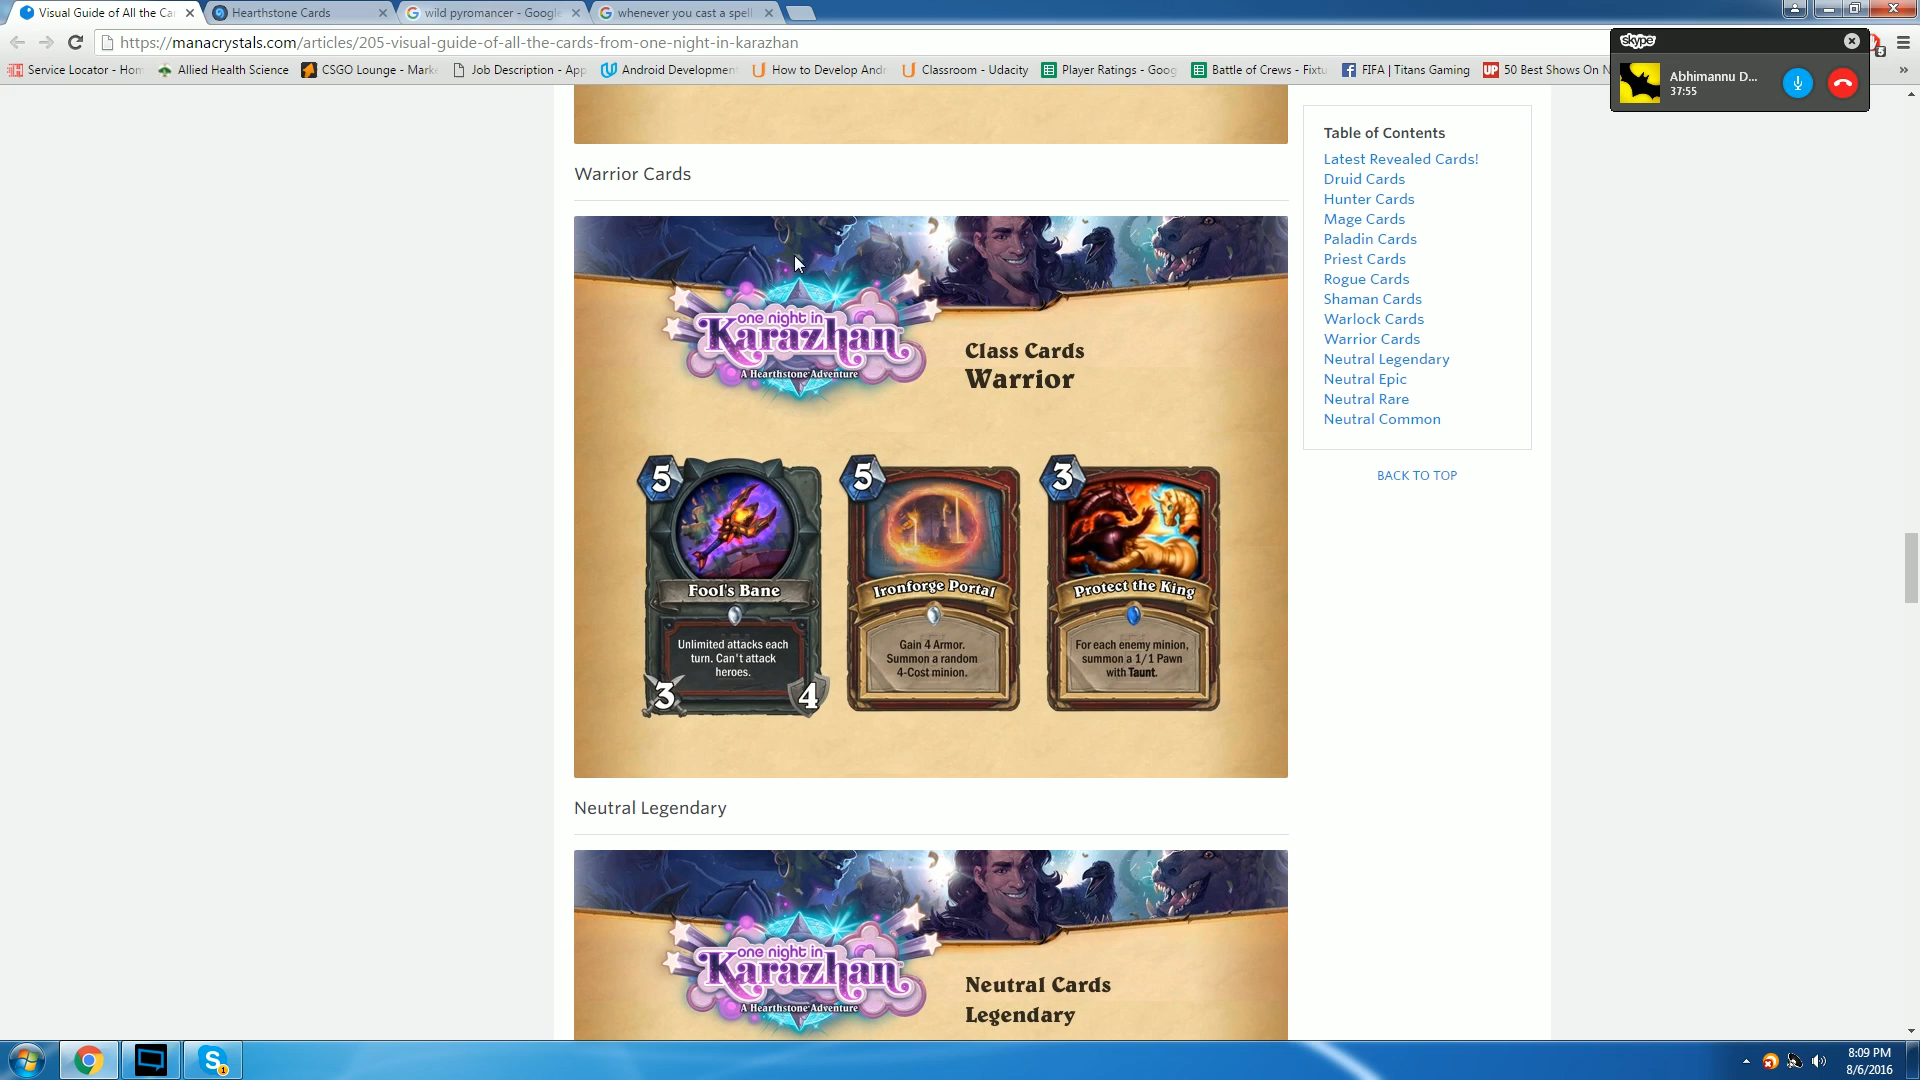 Visual Guide of All the Ca
Hearthstone Cards
wild pyromancer - Google
whenever you cast a spell
https://manacrystals.com/articles/205-visual-guide-of-all-the-cards-from-one-night-in-karazhan
Service Locator - Hom
Allied Health Science
CSGO Lounge - Mark
Job Description - App
Android Development
How to Develop Andr
Classroom - Udacity
Player Ratings - Goog
Battle of Crews - Fixtu
FIFA | Titans Gaming
UP
50 Best Shows On N
skype
Abhimannu D...
37:55
Warrior Cards
one night in
Karazhan
A Hearthstone Adventure
Class Cards
Warrior
5
Fool's Bane
Unlimited attacks each
turn. Can't attack
heroes.
3
4
5
Ironforge Portal
Gain 4 Armor.
Summon a random
4-Cost minion.
3
Protect the King
For each enemy minion,
summon a 1/1 Pawn
with Taunt.
Neutral Legendary
one night in
Karazhan
A Hearthstone Adventure
Neutral Cards
Legendary
Table of Contents
Latest Revealed Cards!
Druid Cards
Hunter Cards
Mage Cards
Paladin Cards
Priest Cards
Rogue Cards
Shaman Cards
Warlock Cards
Warrior Cards
Neutral Legendary
Neutral Epic
Neutral Rare
Neutral Common
BACK TO TOP
8:09 PM
8/6/2016